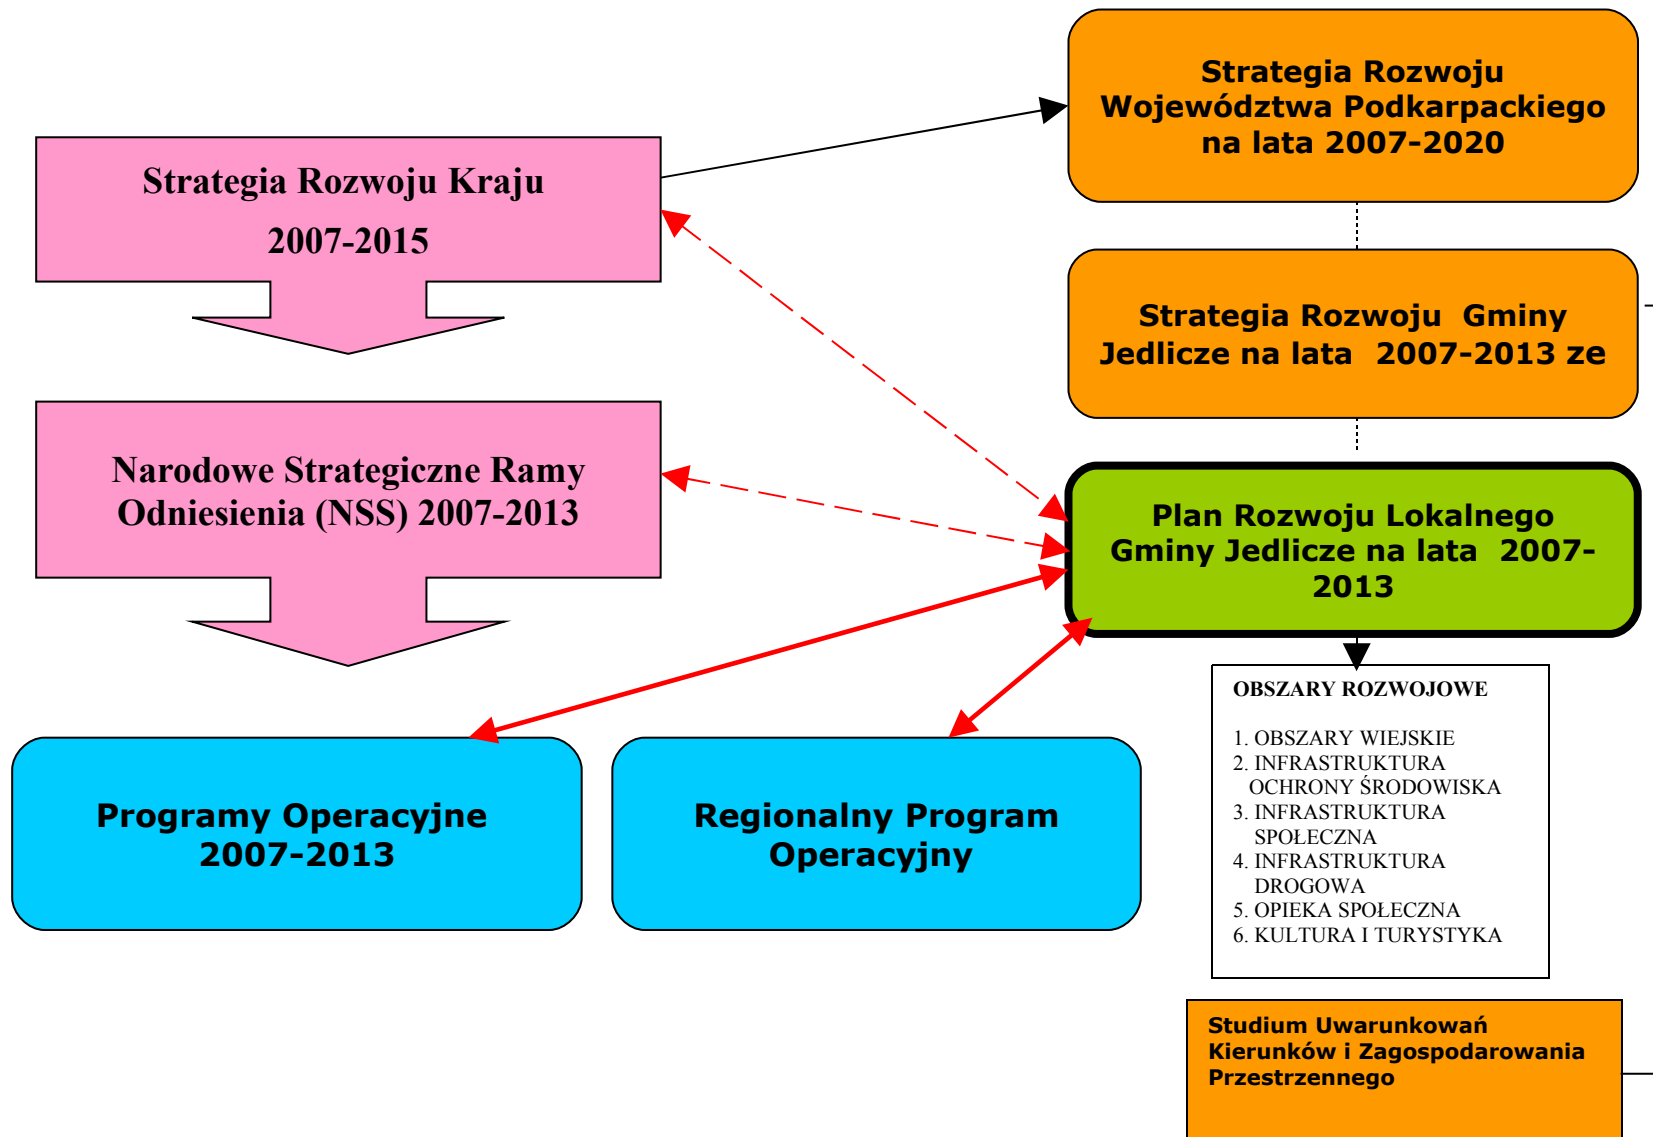 Strategia Rozwoju
Województwa Podkarpackiego
na lata 2007-2020
Strategia Rozwoju Kraju
2007-2015
Strategia Rozwoju Gminy
Jedlicze na lata 2007-2013 ze
Narodowe Strategiczne Ramy
Odniesienia (NSS) 2007-2013
Plan Rozwoju Lokalnego
Gminy Jedlicze na lata 2007-
2013
Programy Operacyjne
2007-2013
Regionalny Program
Operacyjny
OBSZARY ROZWOJOWE
1. OBSZARY WIEJSKIE
2. INFRASTRUKTURA
OCHRONY ŚRODOWISKA
3. INFRASTRUKTURA
SPOŁECZNA
4. INFRASTRUKTURA
DROGOWA
5. OPIEKA SPOŁECZNA
6. KULTURA I TURYSTYKA
Studium Uwarunkowań
Kierunków i Zagospodarowania
Przestrzennego